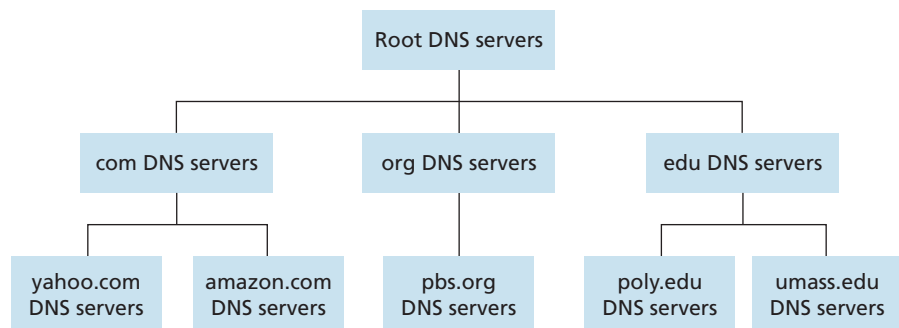 Root DNS servers
com DNS servers
org DNS servers
edu DNS servers
yahoo.com
DNS servers
amazon.com
DNS servers
pbs.org
DNS servers
poly.edu
DNS servers
umass.edu
DNS servers